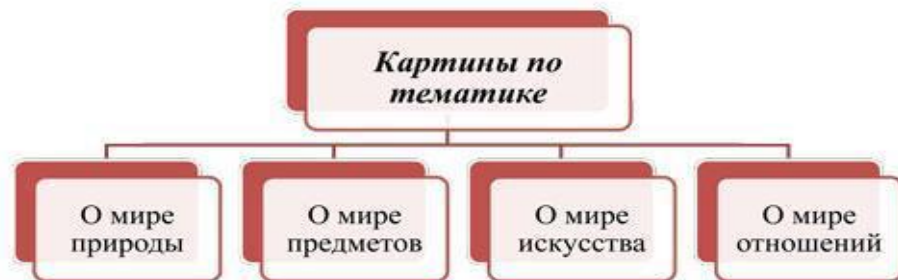 Картины по
тематике
О мире
природы
О мире
предметов
О мире
искусства
О мире
отношений